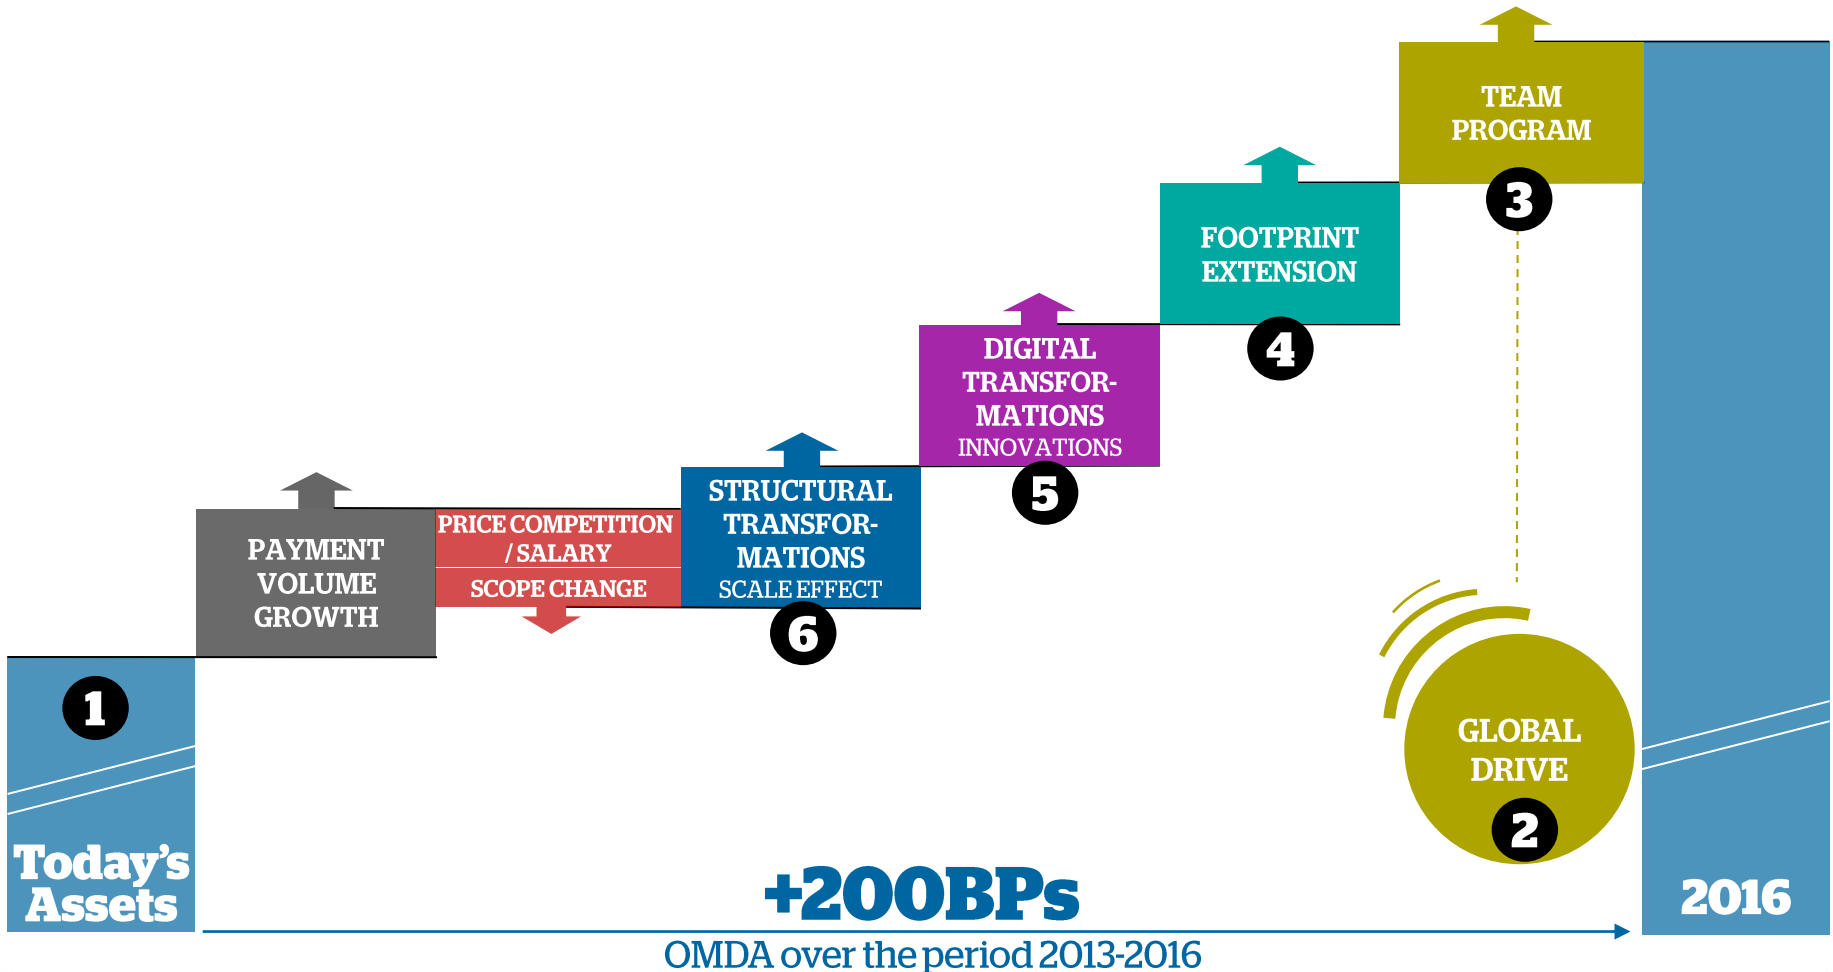 TEAM
PROGRAM
3
FOOTPRINT
EXTENSION
4
DIGITAL
TRANSFOR-
MATIONS
INNOVATIONS
5
STRUCTURAL
TRANSFOR-
MATIONS
SCALE EFFECT
6
PRICE COMPETITION
/ SALARY
SCOPE CHANGE
PAYMENT
VOLUME
GROWTH
1
Today's
Assets
GLOBAL
DRIVE
2
2016
+200BPs
OMDA over the period 2013-2016